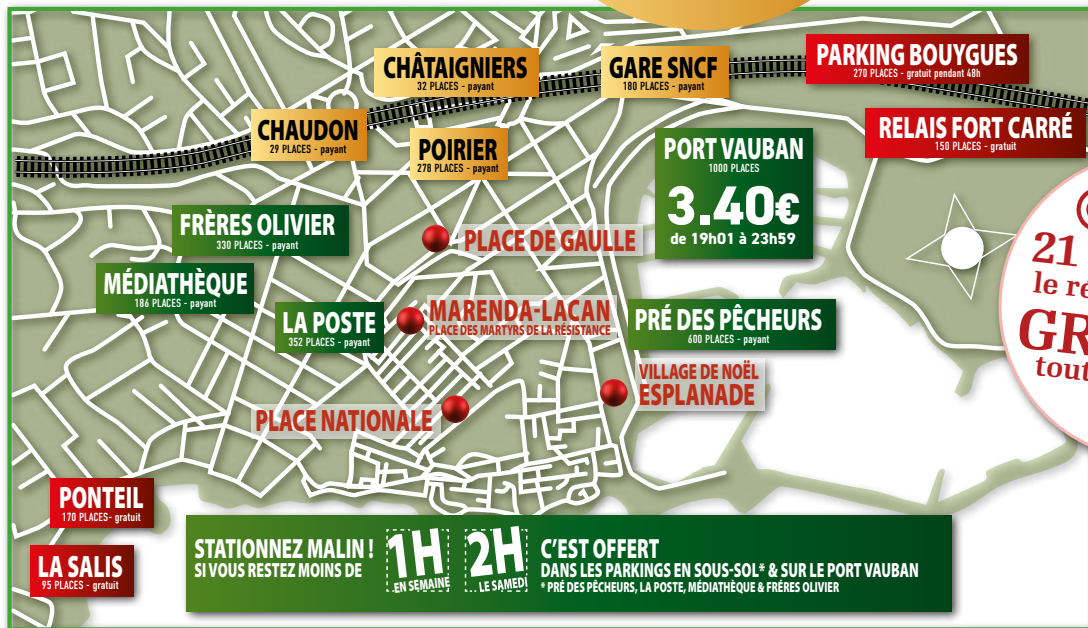 CHÂTAIGNIERS
32 PLACES - payant
GARE SNCF
180 PLACES - payant
PARKING BOUYGUES
270 PLACES - gratuit pendant 48h
CHAUDON
29 PLACES - payant
POIRIER
278 PLACES - payant
PORT VAUBAN
1000 PLACES
3.40€
de 19h01 à 23h59
RELAIS FORT CARRÉ
150 PLACES - gratuit
FRÈRES OLIVIER
330 PLACES - payant
PLACE DE GAULLE
21
le ré
GR
tout
MÉDIATHÈQUE
186 PLACES - payant
LA POSTE
352 PLACES - payant
MARENDA-LACAN
PLACE DES MARTYRS DE LA RÉSISTANCE
PRÉ DES PÊCHEURS
600 PLACES - payant
VILLAGE DE NOËL
ESPLANADE
PLACE NATIONALE
PONTEIL
170 PLACES- gratuit
LA SALIS
95 PLACES - gratuit
STATIONNEZ MALIN !
SI VOUS RESTEZ MOINS DE
1H
EN SEMAINE
2H
LE SAMEDI
C'EST OFFERT
DANS LES PARKINGS EN SOUS-SOL* & SUR LE PORT VAUBAN
* PRÉ DES PÊCHEURS, LA POSTE, MÉDIATHÈQUE & FRÉRES OLIVIER